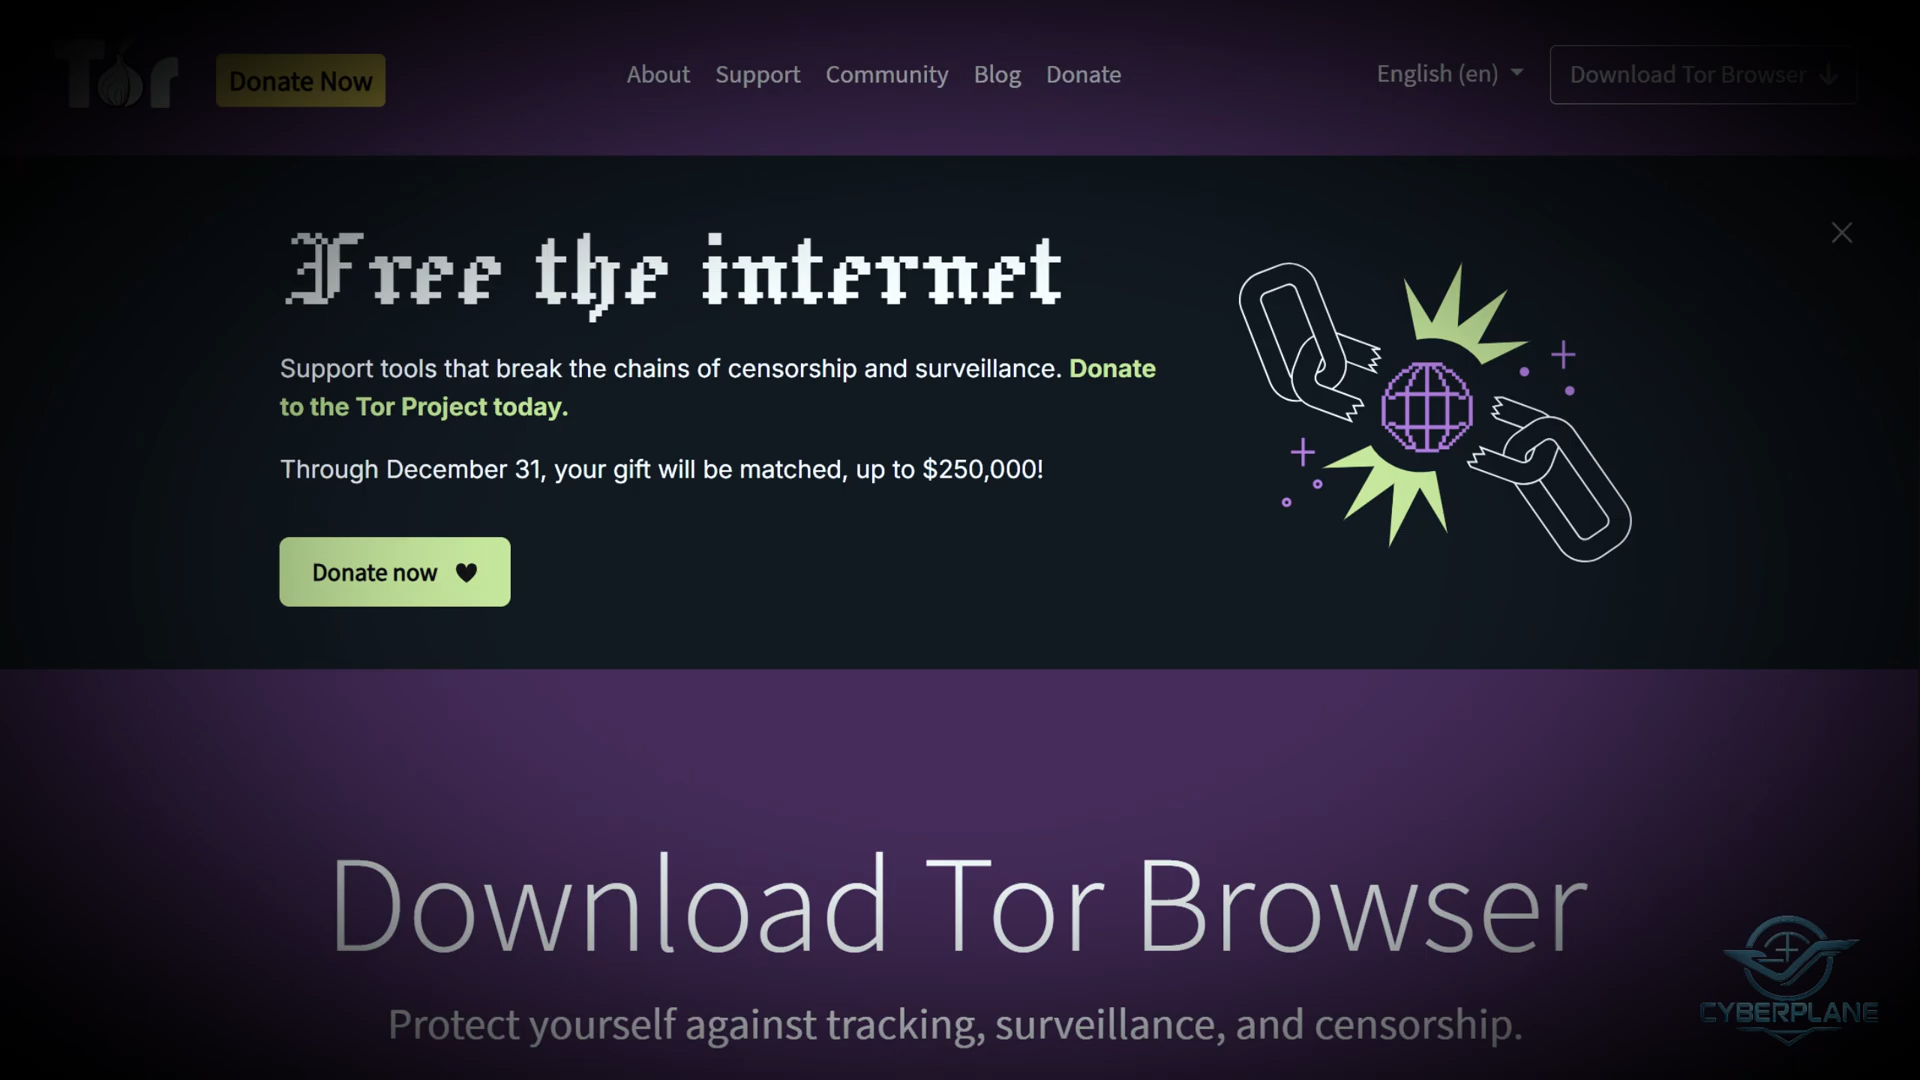 Tor
Donate Now
About
Support
Community
Blog
Donate
English (en)
Download Tor Browser
Free the internet
Support tools that break the chains of censorship and surveillance. Donate
to the Tor Project today.
Through December 31, your gift will be matched, up to $250,000!
Donate now
Download Tor Browser
Protect yourself against tracking, surveillance, and censorship.
CYBERPLANE